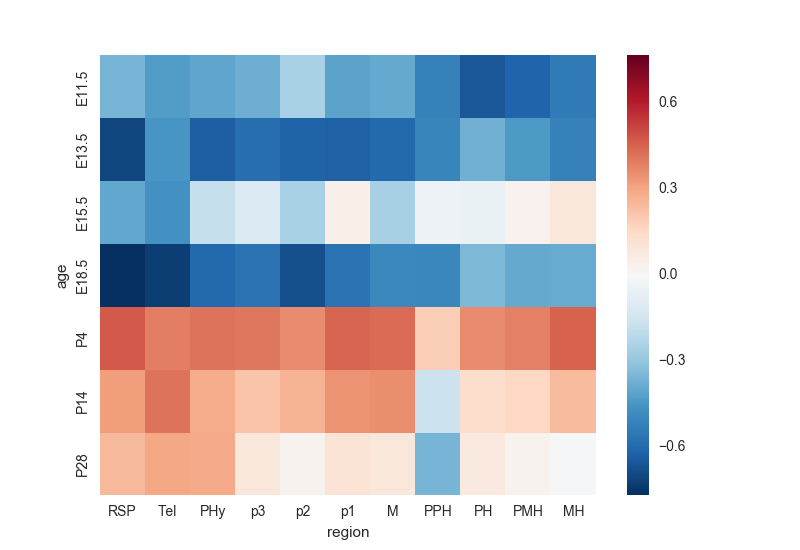 E11.5
E13.5
E15.5
E18.5
P4
P14
P28
age
RSP Tel PHy p3 p2 p1 M PPH PH PMH MH
region
0.6
0.3
0.0
−0.3
−0.6